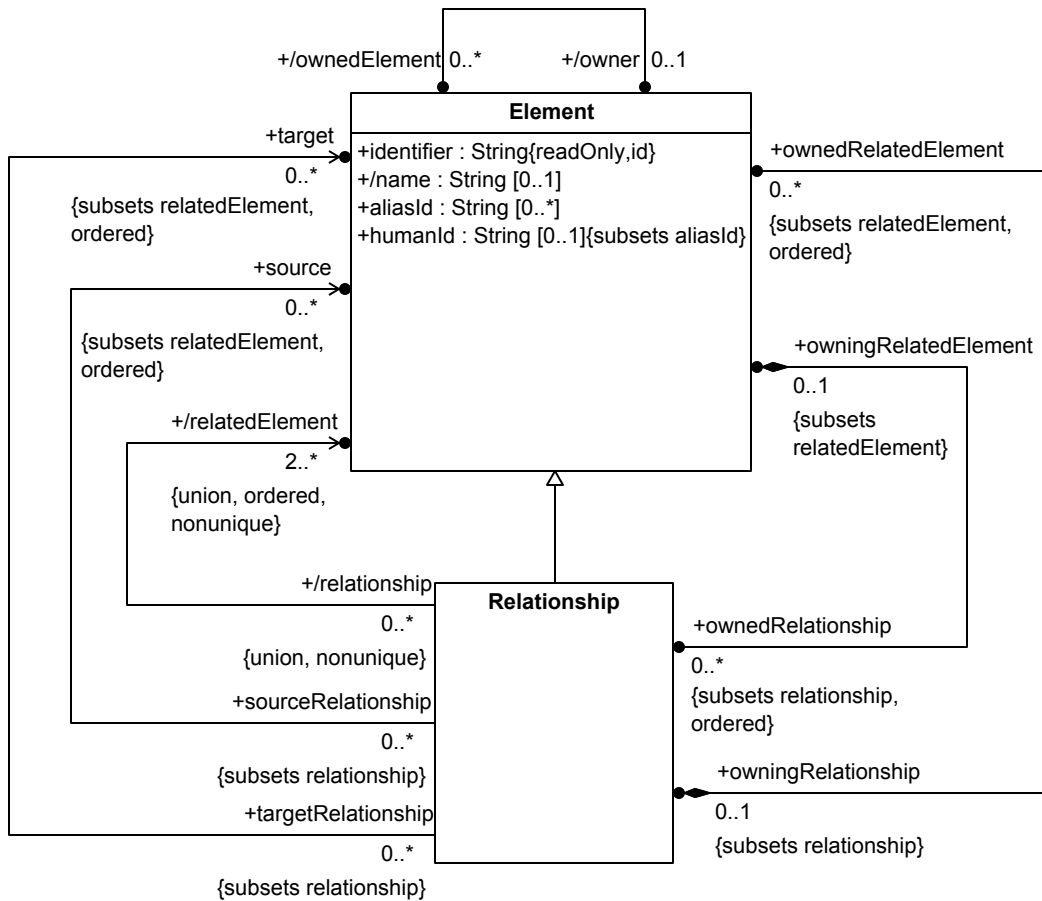 +/ownedElement 0..* +/owner 0..1
Element
+identifier : String{readOnly,id}
+/name : String [0..1]
+aliasId : String [0..*]
+humanId : String [0..1]{subsets aliasId}
+target
0..*
{subsets relatedElement,
ordered}
+source
0..*
{subsets relatedElement,
ordered}
+/relatedElement
2..*
{union, ordered,
nonunique}
+ownedRelatedElement
0..*
{subsets relatedElement,
ordered}
+owningRelatedElement
0..1
{subsets
relatedElement}
+/relationship
0..*
{union, nonunique}
+sourceRelationship
0..*
{subsets relationship}
+targetRelationship
0..*
{subsets relationship}
Relationship
+ownedRelationship
0..*
{subsets relationship,
ordered}
+owningRelationship
0..1
{subsets relationship}